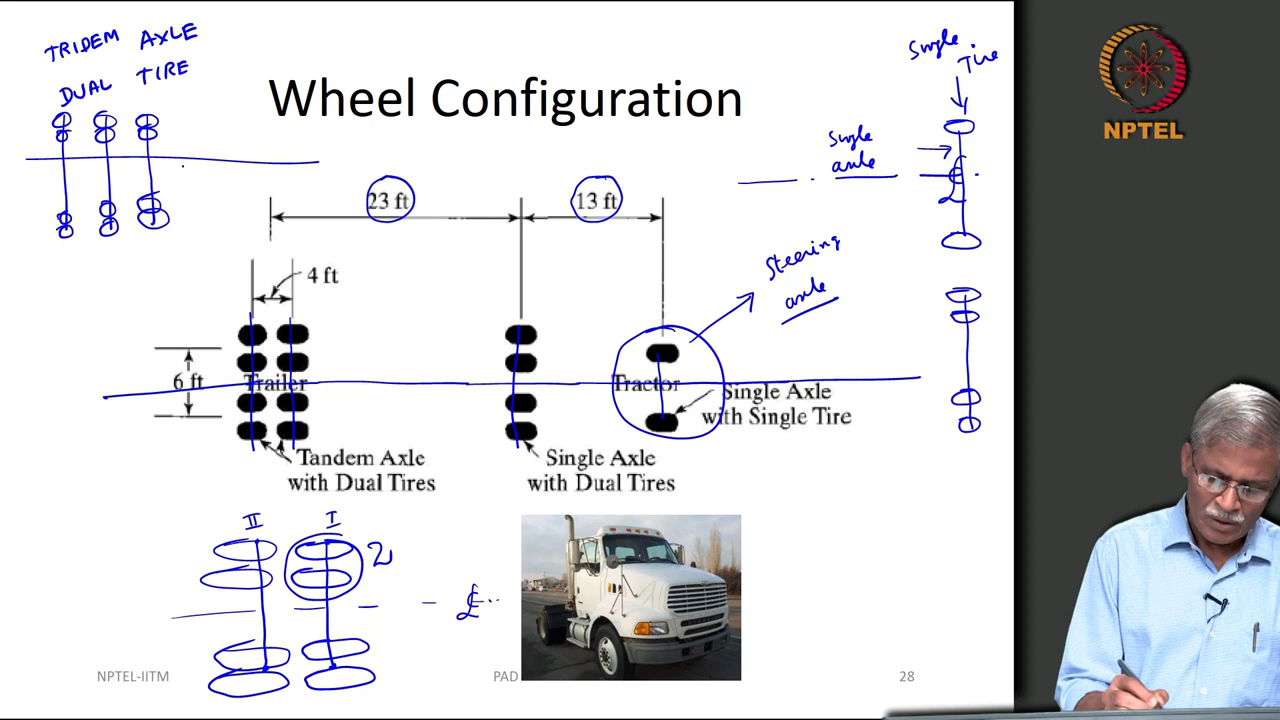 TRIDEM AXLE
DUAL TIRE
Wheel Configuration
Single
Tire
NPTEL
Single
axle
23 ft
13 ft
4 ft
Steering
axle
6 ft
Trailer
Tractor
Single Axle
with Single Tire
Tandem Axle
with Dual Tires
Single Axle
with Dual Tires
II
I
2
NPTEL-IITM
PAD
28